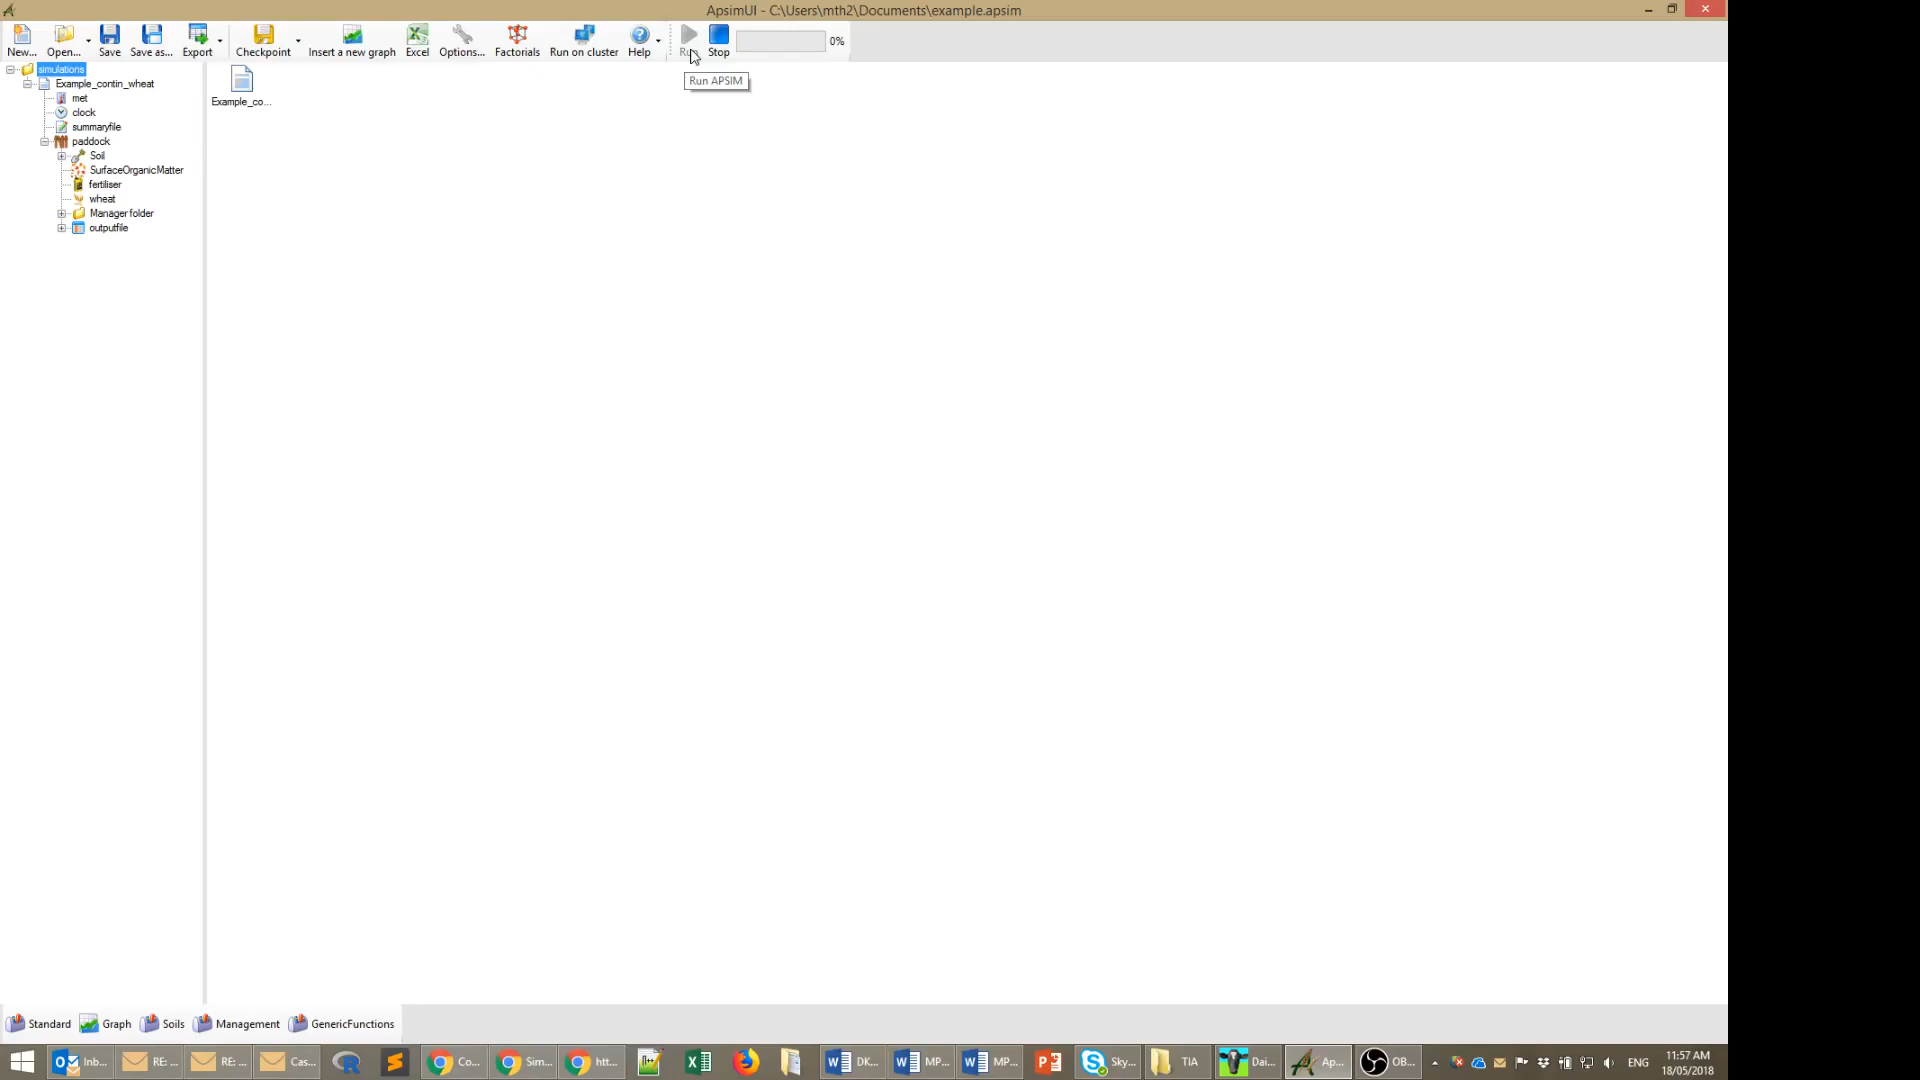 ApsimUI - C:\Users\mth2\Documents\example.apsim
New... Open... Save Save as... Export Checkpoint Insert a new graph Excel Options... Factorials Run on cluster Help Run Stop 0%
Run APSIM
simulations
Example_contin_wheat
met
clock
summaryfile
paddock
Soil
SurfaceOrganicMatter
fertiliser
wheat
Manager folder
outputfile
Example_co...
Standard Graph Soils Management GenericFunctions
Inb... RE: ... RE: ... Cas... Co... Sim... htt... DK... MP... MP... Sky... TIA Dai... Ap... OB... ENG 11:57 AM
18/05/2018